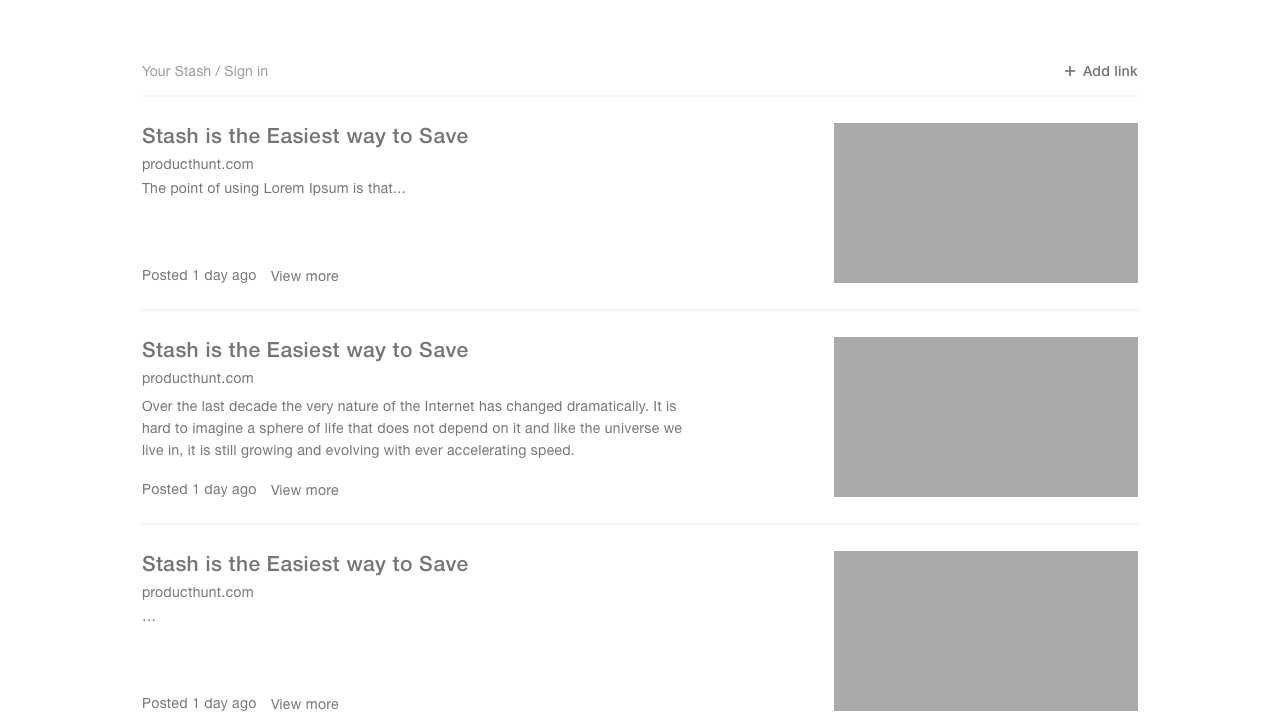 Your Stash / Sign in
+ Add link
Stash is the Easiest way to Save
producthunt.com
The point of using Lorem Ipsum is that...
Posted 1 day ago View more
Stash is the Easiest way to Save
producthunt.com
Over the last decade the very nature of the Internet has changed dramatically. It is
hard to imagine a sphere of life that does not depend on it and like the universe we
live in, it is still growing and evolving with ever accelerating speed.
Posted 1 day ago View more
Stash is the Easiest way to Save
producthunt.com
...
Posted 1 day ago View more